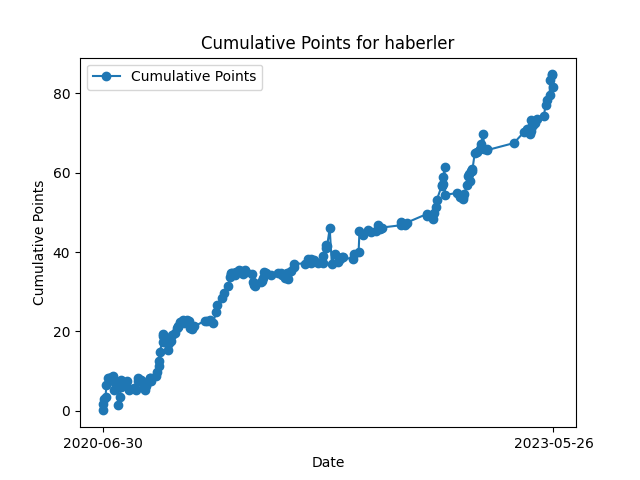 Cumulative Points for haberler
Cumulative Points
80
60
40
20
0
Cumulative Points
2020-06-30
2023-05-26
Date